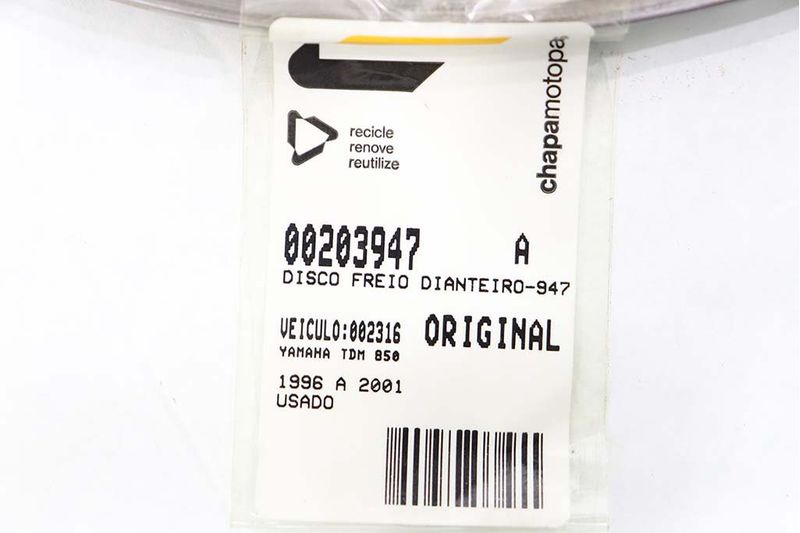 chapamotopa
recicle
renove
reutilize
00203947 A
DISCO FREIO DIANTEIRO-947
VEICULO:002316 ORIGINAL
YAMAHA TDM 850
1996 A 2001
USADO